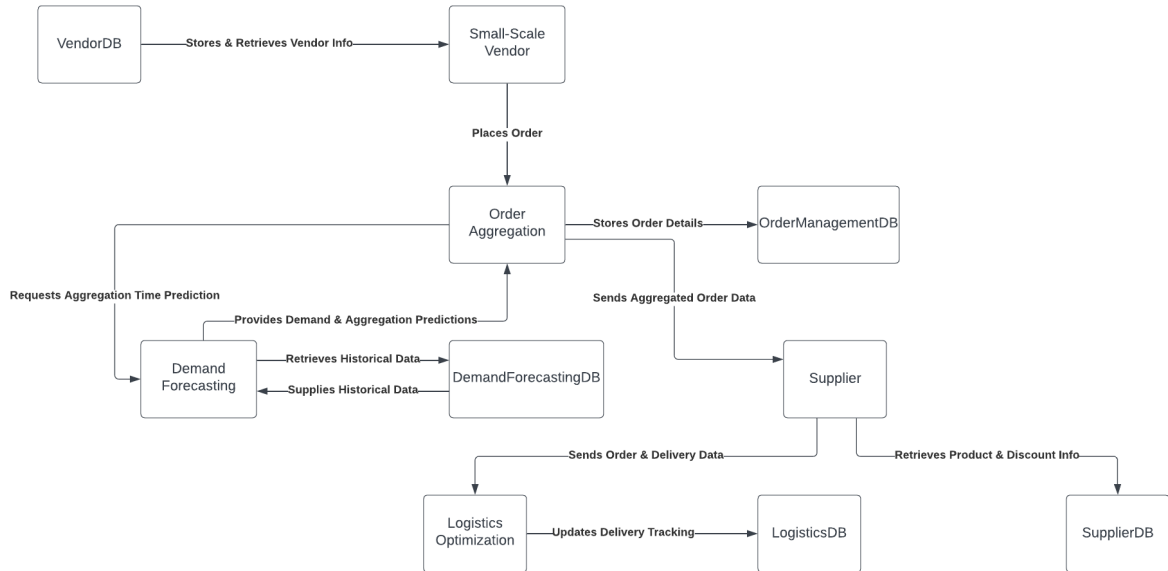 VendorDB
Stores & Retrieves Vendor Info
Small-Scale
Vendor
Places Order
Order
Aggregation
Stores Order Details
OrderManagementDB
Requests Aggregation Time Prediction
Sends Aggregated Order Data
Provides Demand & Aggregation Predictions
Demand
Forecasting
Retrieves Historical Data
Supplies Historical Data
DemandForecastingDB
Supplier
Sends Order & Delivery Data
Retrieves Product & Discount Info
Logistics
Optimization
Updates Delivery Tracking
LogisticsDB
SupplierDB